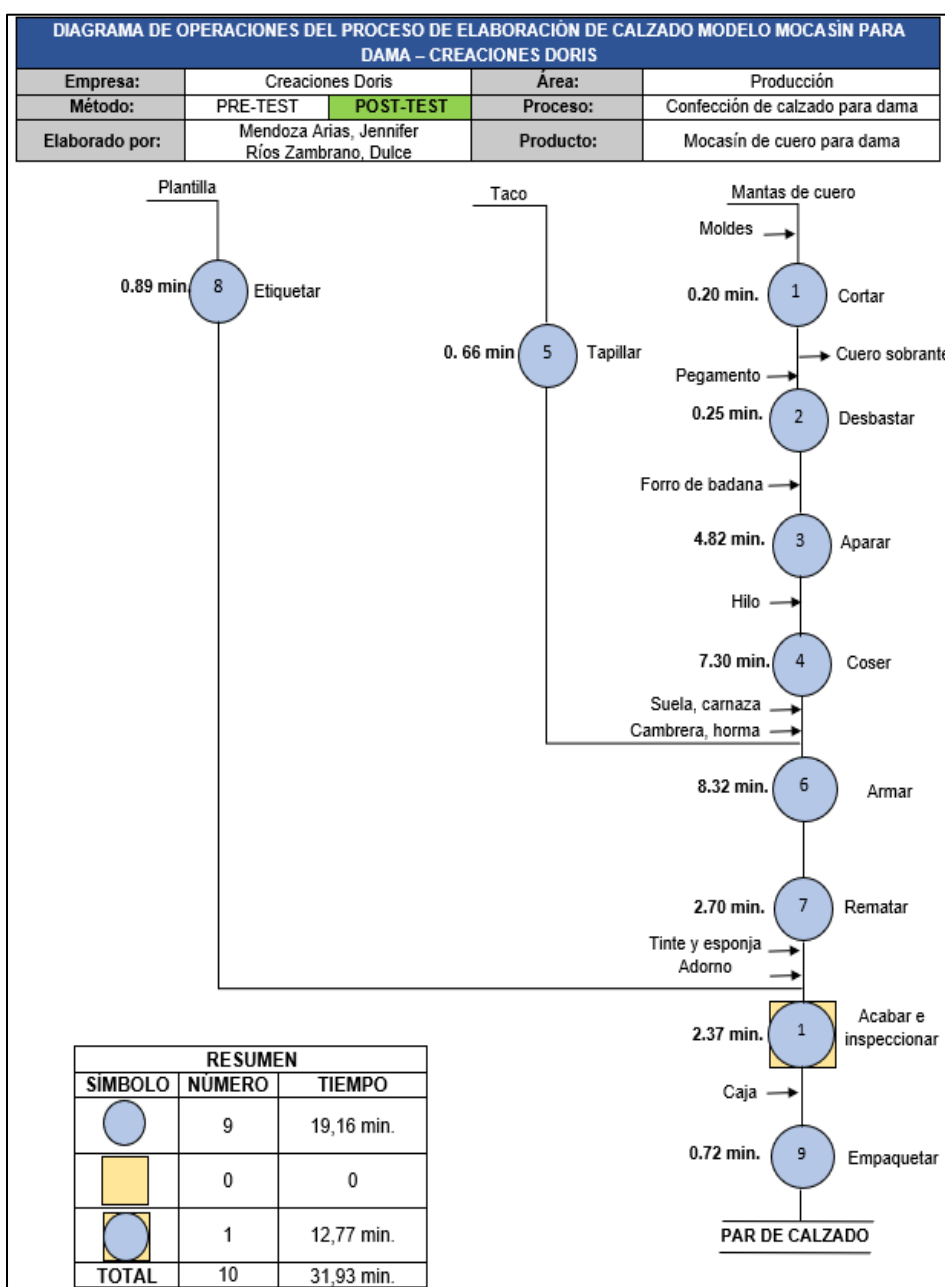 DIAGRAMA DE OPERACIONES DEL PROCESO DE ELABORACIÓN DE CALZADO MODELO MOCASÍN PARA
DAMA – CREACIONES DORIS
Empresa: Creaciones Doris Área: Producción
Método: PRE-TEST POST-TEST Proceso: Confección de calzado para dama
Elaborado por: Mendoza Arias, Jennifer
Ríos Zambrano, Dulce Producto: Mocasín de cuero para dama
Plantilla Taco Mantas de cuero
Moldes
0.89 min. 8 Etiquetar
0.20 min. 1 Cortar
0. 66 min 5 Tapillar
Cuero sobrante
Pegamento
0.25 min. 2 Desbastar
Forro de badana
4.82 min. 3 Aparar
Hilo
7.30 min. 4 Coser
Suela, carnaza
Cambrera, horma
8.32 min. 6 Armar
2.70 min. 7 Rematar
Tinte y esponja
Adorno
2.37 min. 1 Acabar e
inspeccionar
Caja
0.72 min. 9 Empaquetar
PAR DE CALZADO
RESUMEN
SÍMBOLO NÚMERO TIEMPO
9 19,16 min.
0 0
1 12,77 min.
TOTAL 10 31,93 min.